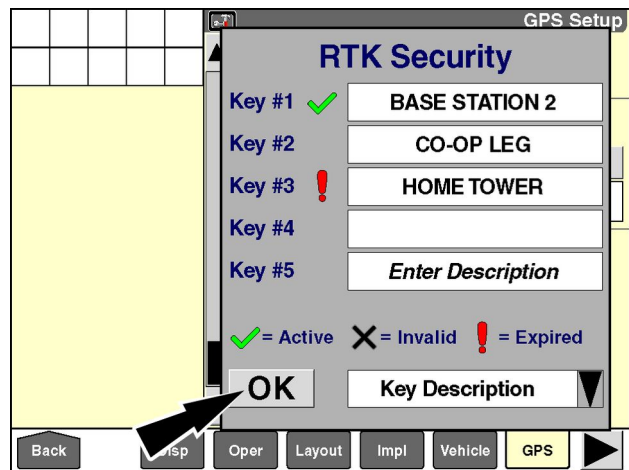 GPS Setup
RTK Security
Key #1 BASE STATION 2
Key #2 CO-OP LEG
Key #3 HOME TOWER
Key #4
Key #5 Enter Description
= Active = Invalid = Expired
OK Key Description
Back Oper Layout Impl Vehicle GPS